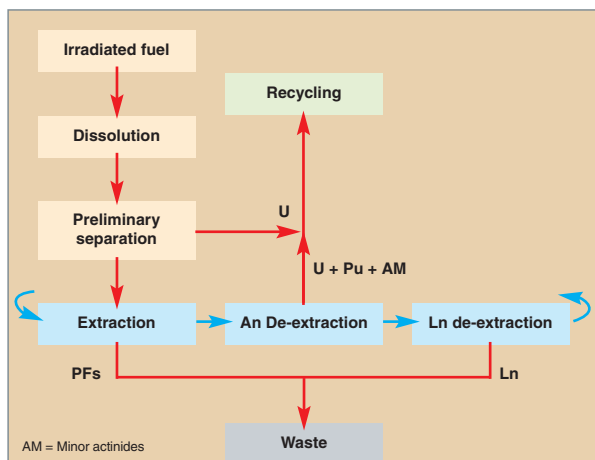 Irradiated fuel
Recycling
Dissolution
Preliminary
separation
U
U + Pu + AM
Extraction
An De-extraction
Ln de-extraction
PFs
Ln
Waste
AM = Minor actinides